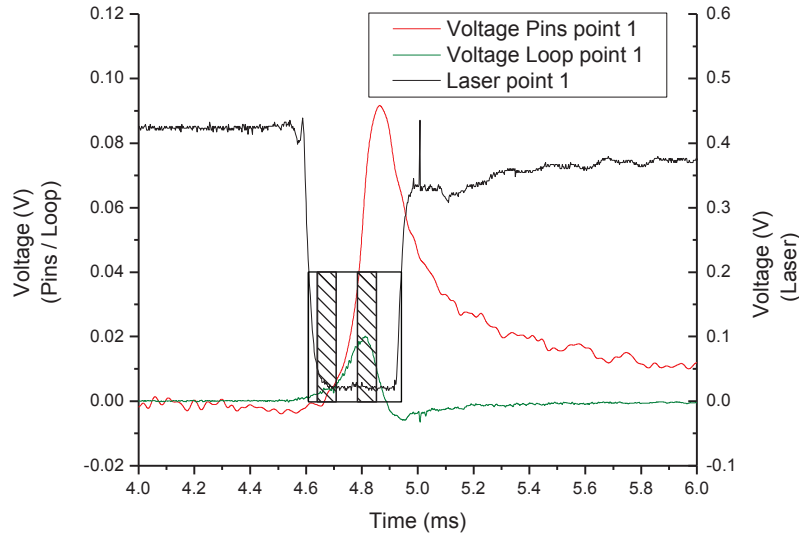 Voltage Pins point 1
Voltage Loop point 1
Laser point 1
0.12
0.10
0.08
0.06
0.04
0.02
0.00
-0.02
Voltage (V)
(Pins / Loop)
0.6
0.5
0.4
0.3
0.2
0.1
0.0
-0.1
Voltage (V)
(Laser)
4.0 4.2 4.4 4.6 4.8 5.0 5.2 5.4 5.6 5.8 6.0
Time (ms)